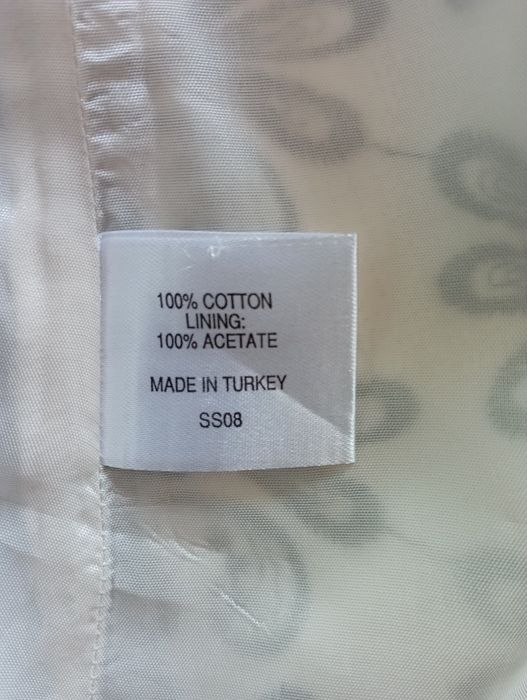 100% COTTON
LINING:
100% ACETATE
MADE IN TURKEY
SS08